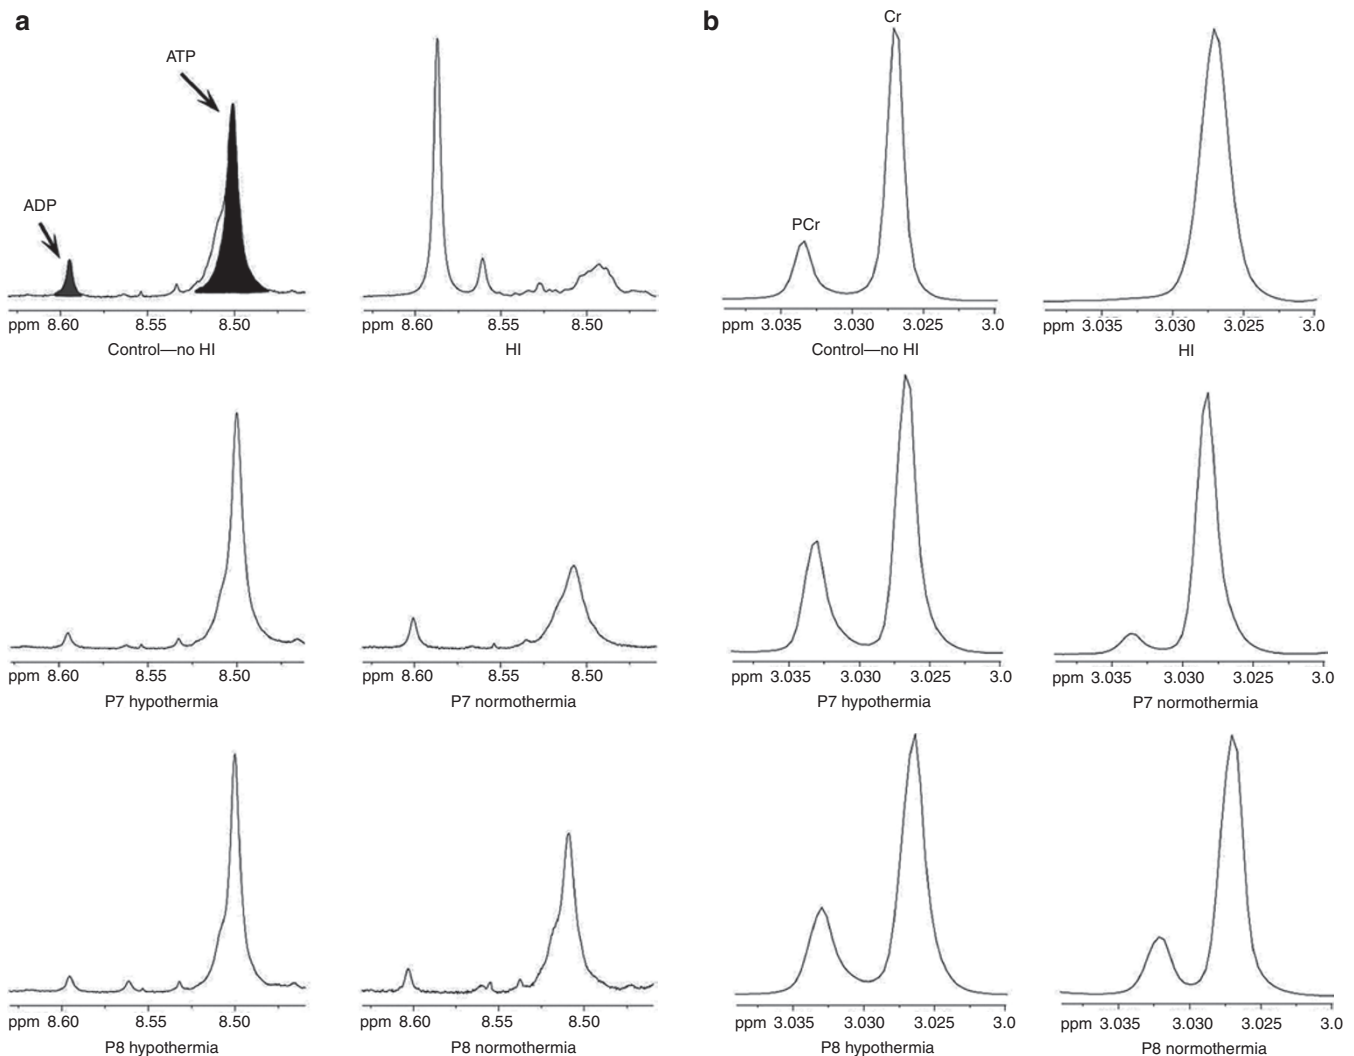 a
b
Cr
ATP
ADP
PCr
ppm 8.60 8.55 8.50
ppm 8.60 8.55 8.50
ppm 3.035 3.030 3.025 3.0
ppm 3.035 3.030 3.025 3.0
Control—no HI
HI
Control—no HI
HI
ppm 8.60 8.55 8.50
ppm 8.60 8.55 8.50
ppm 3.035 3.030 3.025 3.0
ppm 3.035 3.030 3.025 3.0
P7 hypothermia
P7 normothermia
P7 hypothermia
P7 normothermia
ppm 8.60 8.55 8.50
ppm 8.60 8.55 8.50
ppm 3.035 3.030 3.025 3.0
ppm 3.035 3.030 3.025 3.0
P8 hypothermia
P8 normothermia
P8 hypothermia
P8 normothermia